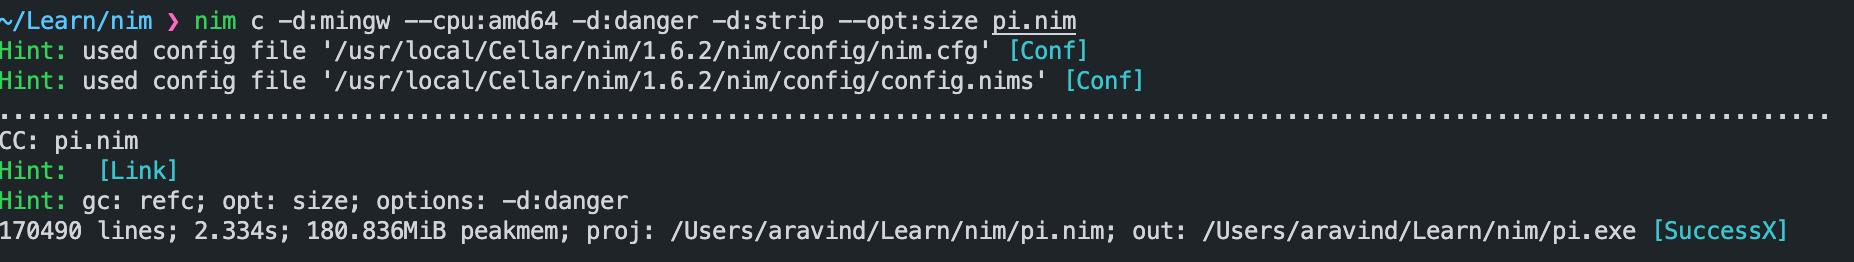 ~/Learn/nim ❯ nim c -d:mingw --cpu:amd64 -d:danger -d:strip --opt:size pi.nim
Hint: used config file '/usr/local/Cellar/nim/1.6.2/nim/config/nim.cfg' [Conf]
Hint: used config file '/usr/local/Cellar/nim/1.6.2/nim/config/config.nims' [Conf]
...................................................................................................................................
CC: pi.nim
Hint:  [Link]
Hint: gc: refc; opt: size; options: -d:danger
170490 lines; 2.334s; 180.836MiB peakmem; proj: /Users/aravind/Learn/nim/pi.nim; out: /Users/aravind/Learn/nim/pi.exe [SuccessX]